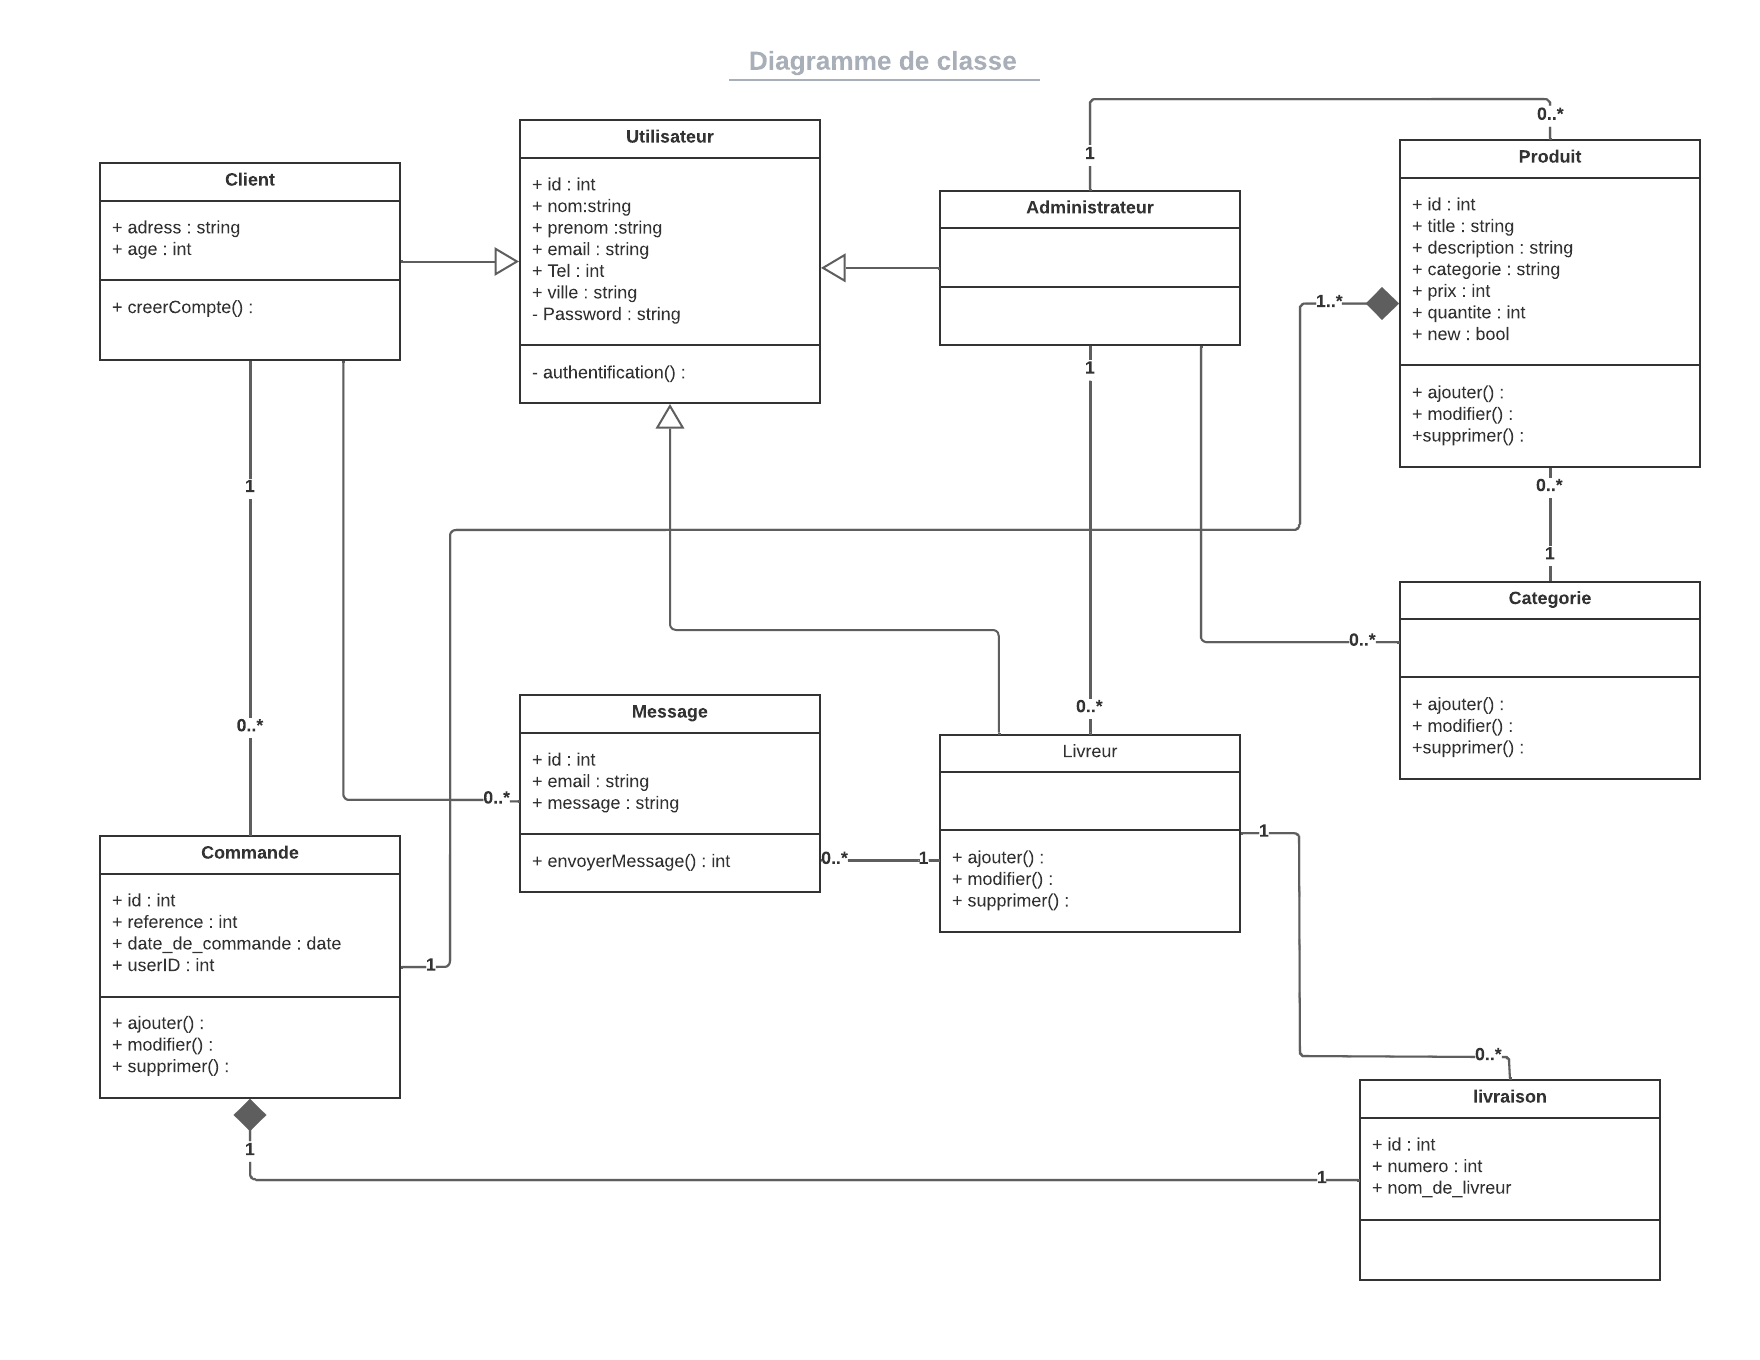 Diagramme de classe
Client
+ adress : string
+ age : int
+ creerCompte() :
Utilisateur
+ id : int
+ nom:string
+ prenom :string
+ email : string
+ Tel : int
+ ville : string
- Password : string
- authentification() :
Administrateur
Produit
+ id : int
+ title : string
+ description : string
+ categorie : string
+ prix : int
+ quantite : int
+ new : bool
+ ajouter() :
+ modifier() :
+supprimer() :
1
0..*
1..*
1
1
0..*
1
Categorie
+ ajouter() :
+ modifier() :
+supprimer() :
0..*
0..*
0..*
Message
+ id : int
+ email : string
+ message : string
+ envoyerMessage() : int
0..*
0..*
1
Livreur
+ ajouter() :
+ modifier() :
+ supprimer() :
1
Commande
+ id : int
+ reference : int
+ date_de_commande : date
+ userID : int
+ ajouter() :
+ modifier() :
+ supprimer() :
1
0..*
livraison
+ id : int
+ numero : int
+ nom_de_livreur
1
1